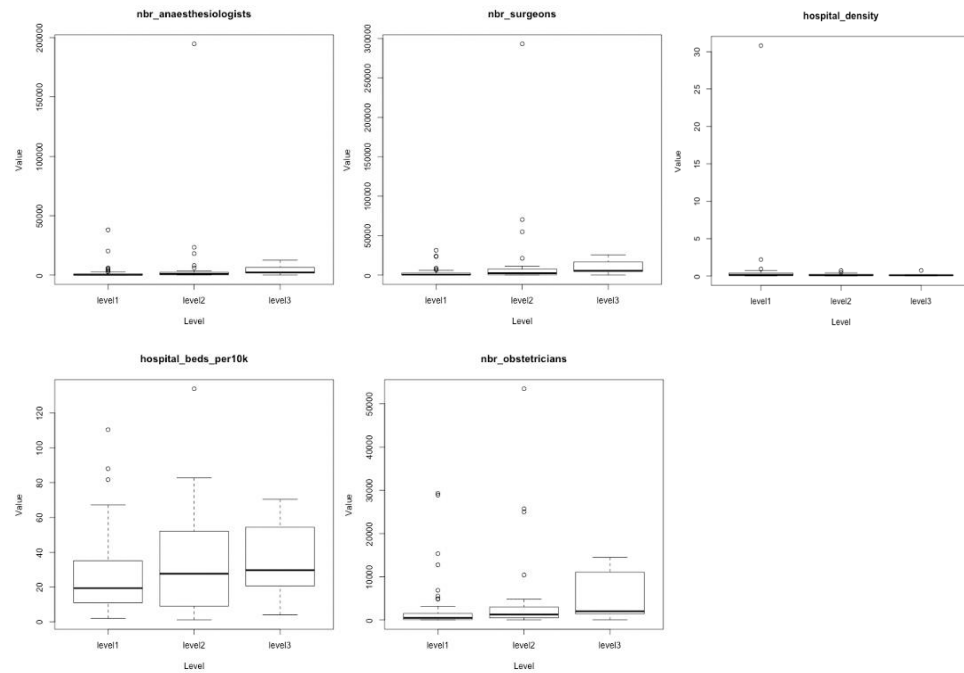 nbr_anaesthesiologists
Value
200000
150000
100000
50000
0
level1 level2 level3
Level
nbr_surgeons
Value
300000
250000
200000
150000
100000
50000
0
level1 level2 level3
Level
hospital_density
Value
30
25
20
15
10
5
0
level1 level2 level3
Level
hospital_beds_per10k
Value
120
100
80
60
40
20
0
level1 level2 level3
Level
nbr_obstetricians
Value
50000
40000
30000
20000
10000
0
level1 level2 level3
Level